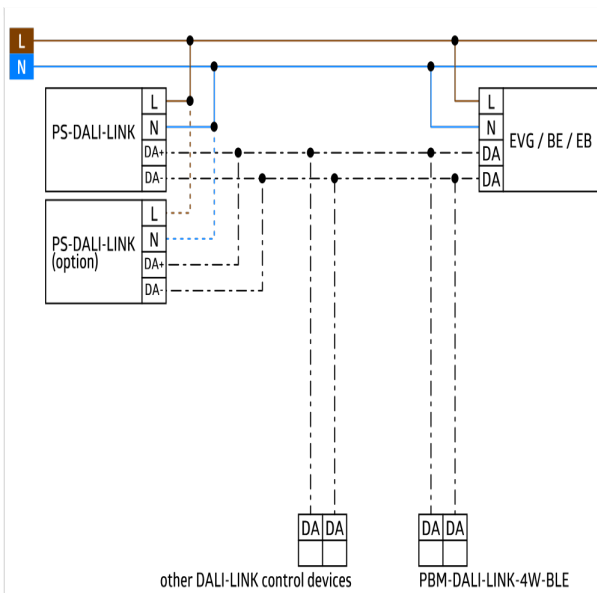 L
N
PS-DALI-LINK
L
N
DA+
DA-
PS-DALI-LINK
(option)
L
N
DA+
DA-
L
N
DA
DA
EVG / BE / EB
DA DA
other DALI-LINK control devices
DA DA
PBM-DALI-LINK-4W-BLE